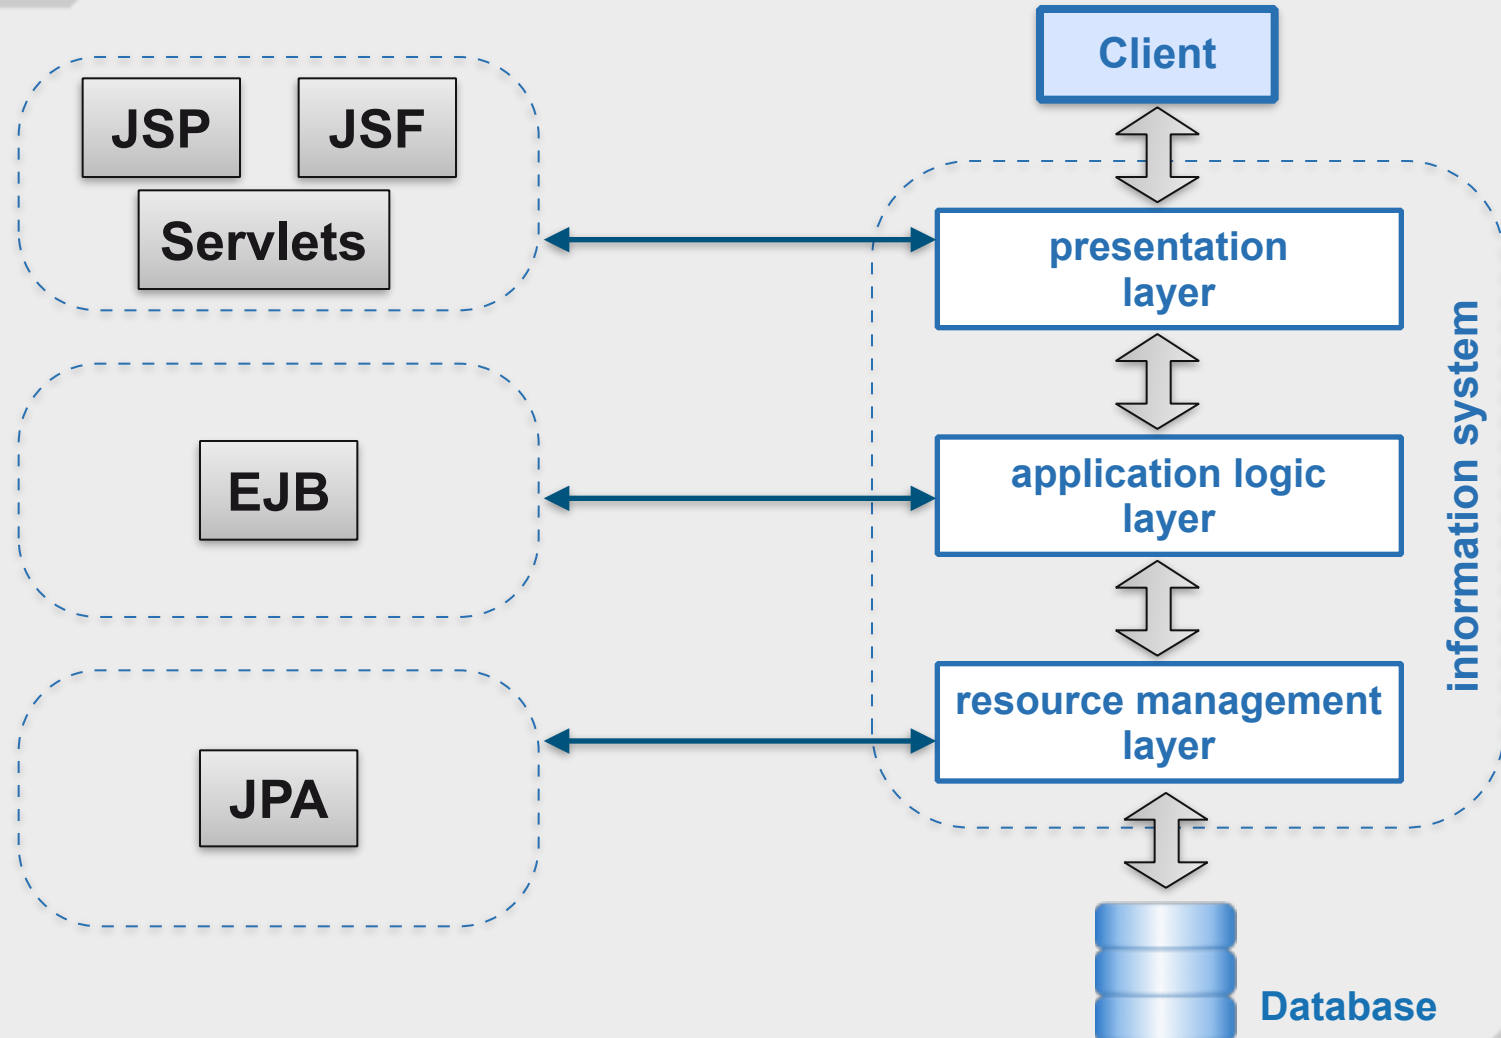 Client
JSP
JSF
Servlets
presentation
layer
information system
EJB
application logic
layer
JPA
resource management
layer
Database